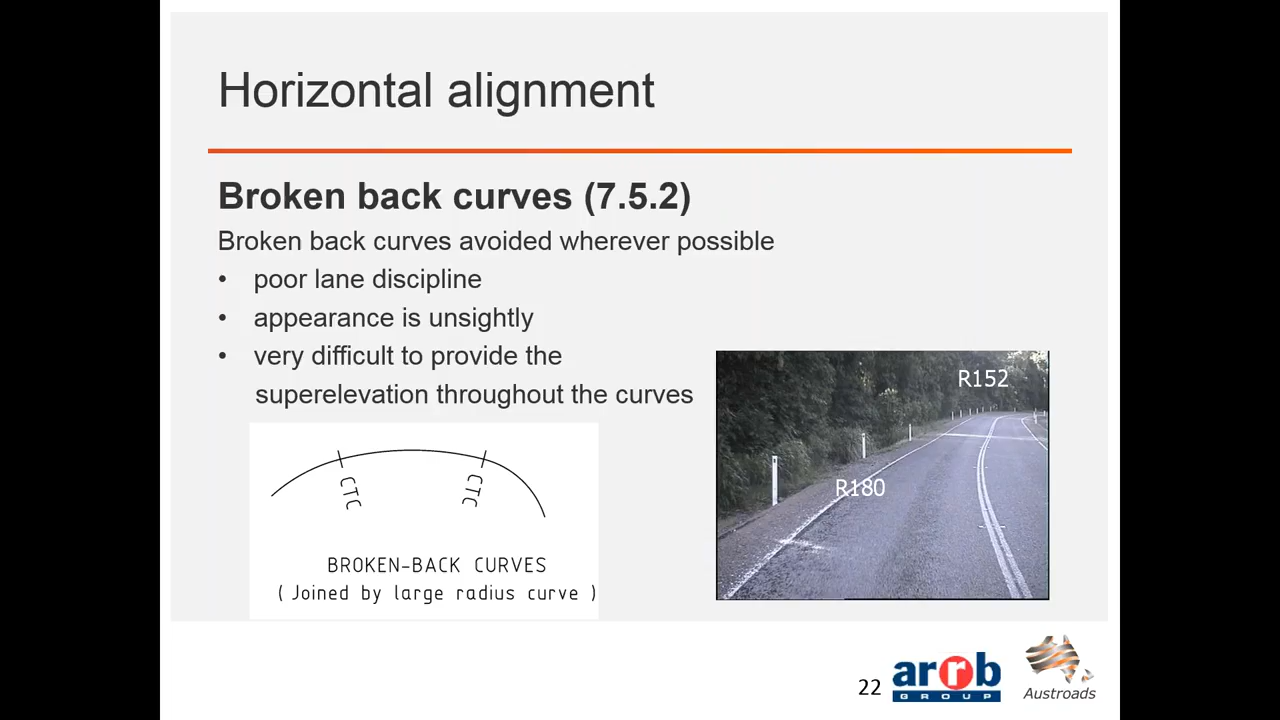 Horizontal alignment
Broken back curves (7.5.2)
Broken back curves avoided wherever possible
• poor lane discipline
• appearance is unsightly
• very difficult to provide the
superelevation throughout the curves
CTC
CTC
BROKEN-BACK CURVES
( Joined by large radius curve )
R152
R180
22
arrb
GROUP
Austroads